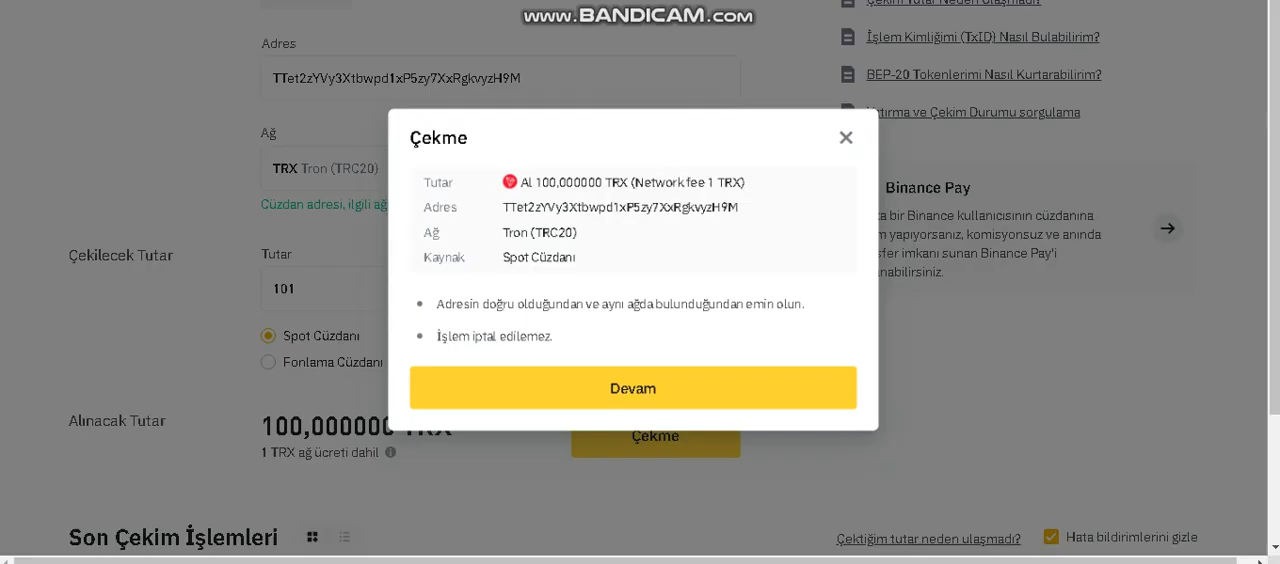 www.BANDICAM.com
Çekim Tutar Neden Ulaşmadı?
Adres
İşlem Kimliğimi (TxID) Nasıl Bulabilirim?
TTet2zYVy3Xtbwpd1xP5zy7XxRgkvyzH9M
BEP-20 Tokenlerimi Nasıl Kurtarabilirim?
ırma ve Çekim Durumu sorgulama
Ağ
Çekme
TRX Tron (TRC20)
Tutar
Al 100,000000 TRX (Network fee 1 TRX)
Adres
TTet2zYVy3Xtbwpd1xP5zy7XxRgkvyzH9M
Ağ
Tron (TRC20)
Kaynak
Spot Cüzdanı
Cüzdan adresi, ilgili ağ
Binance Pay
a bir Binance kullanıcısının cüzdanına
m yapıyorsanız, komisyonsuz ve anında
sfer imkanı sunan Binance Pay'i
nabilirsiniz.
Çekilecek Tutar
Tutar
101
Adresin doğru olduğundan ve aynı ağda bulunduğundan emin olun.
İşlem iptal edilemez.
Spot Cüzdanı
Fonlama Cüzdanı
Devam
Alınacak Tutar
100,000000 TRX
1 TRX ağ ücreti dahil
Çekme
Son Çekim İşlemleri
Çektiğim tutar neden ulaşmadı?
Hata bildirimlerini gizle